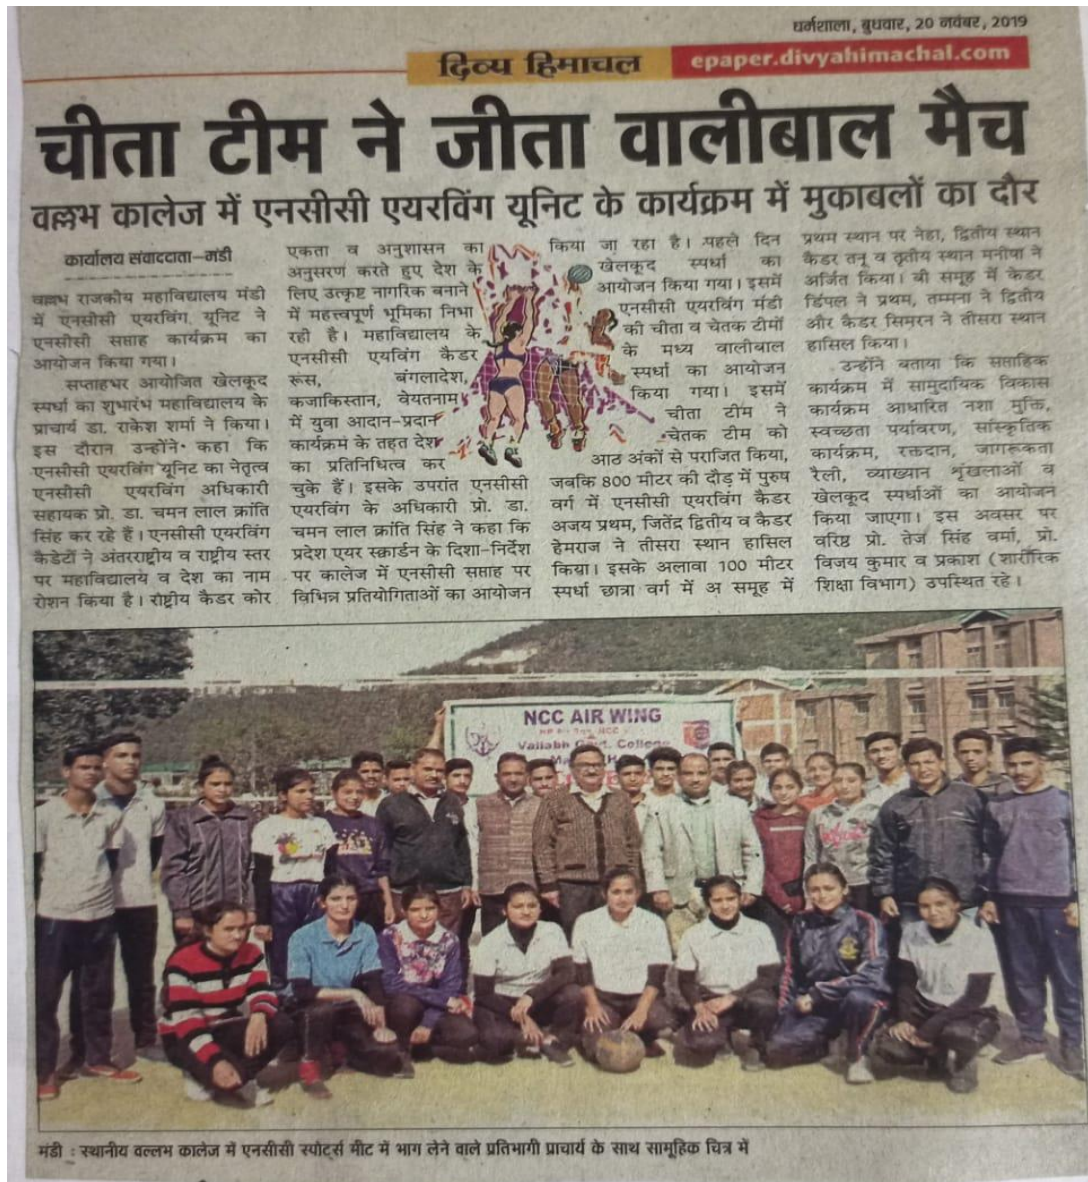 धर्मशाला, बुधवार, 20 नवंबर, 2019
दिव्य हिमाचल
epaper.divyahimachal.com
चीता टीम ने जीता वालीबाल मैच
वल्लभ कालेज में एनसीसी एयरविंग यूनिट के कार्यक्रम में मुकाबलों का दौर
कार्यालय संवाददाता-मंडी
वल्लभ राजकीय महाविद्यालय मंडी
में एनसीसी एयरविंग यूनिट ने
एनसीसी सप्ताह कार्यक्रम का
आयोजन किया गया।
सप्ताहभर आयोजित खेलकूद
स्पर्धा का शुभारंभ महाविद्यालय के
प्राचार्य डा. राकेश शर्मा ने किया।
इस दौरान उन्होंने कहा कि
एनसीसी एयरविंग यूनिट का नेतृत्व
एनसीसी एयरविंग अधिकारी
सहायक प्रो. डा. चमन लाल क्रांति
सिंह कर रहे हैं। एनसीसी एयरविंग
कैडेटों ने अंतरराष्ट्रीय व राष्ट्रीय स्तर
पर महाविद्यालय व देश का नाम
रोशन किया है। राष्ट्रीय कैडर कोर
एकता व अनुशासन का
अनुसरण करते हुए देश के
लिए उत्कृष्ट नागरिक बनाने
में महत्त्वपूर्ण भूमिका निभा
रही है। महाविद्यालय के
एनसीसी एयविंग कैडर
रूस, बंगलादेश,
कजाकिस्तान, वेयतनाम
में युवा आदान-प्रदान
कार्यक्रम के तहत देश
का प्रतिनिधित्व कर
चुके हैं। इसके उपरांत एनसीसी
एयरविंग के अधिकारी प्रो. डा.
चमन लाल क्रांति सिंह ने कहा कि
प्रदेश एयर स्क्वार्डन के दिशा-निर्देश
पर कालेज में एनसीसी सप्ताह पर
विभिन्न प्रतियोगिताओं का आयोजन
किया जा रहा है। पहले दिन
खेलकूद स्पर्धा का
आयोजन किया गया। इसमें
एनसीसी एयरविंग मंडी
की चीता व चेतक टीमों
के मध्य वालीबाल
स्पर्धा का आयोजन
किया गया। इसमें
चीता टीम ने
चेतक टीम को
आठ अंकों से पराजित किया,
जबकि 800 मीटर की दौड़ में पुरुष
वर्ग में एनसीसी एयरविंग कैडर
अजय प्रथम, जितेंद्र द्वितीय व कैडर
हेमराज ने तीसरा स्थान हासिल
किया। इसके अलावा 100 मीटर
स्पर्धा छात्रा वर्ग में अ समूह में
प्रथम स्थान पर नेहा, द्वितीय स्थान
कैडर तनू व तृतीय स्थान मनीषा ने
अर्जित किया। बी समूह में कैडर
डिंपल ने प्रथम, तम्मना ने द्वितीय
और कैडर सिमरन ने तीसरा स्थान
हासिल किया।
उन्होंने बताया कि सप्ताहिक
कार्यक्रम में सामुदायिक विकास
कार्यक्रम आधारित नशा मुक्ति,
स्वच्छता पर्यावरण, सांस्कृतिक
कार्यक्रम, रक्तदान, जागरूकता
रैली, व्याख्यान शृंखलाओं व
खेलकूद स्पर्धाओं का आयोजन
किया जाएगा। इस अवसर पर
वरिष्ठ प्रो. तेज सिंह वर्मा, प्रो.
विजय कुमार व प्रकाश (शारीरिक
शिक्षा विभाग) उपस्थित रहे।
NCC AIR WING
Vallabh Govt. College
मंडी : स्थानीय वल्लभ कालेज में एनसीसी स्पोटर्स मीट में भाग लेने वाले प्रतिभागी प्राचार्य के साथ सामूहिक चित्र में